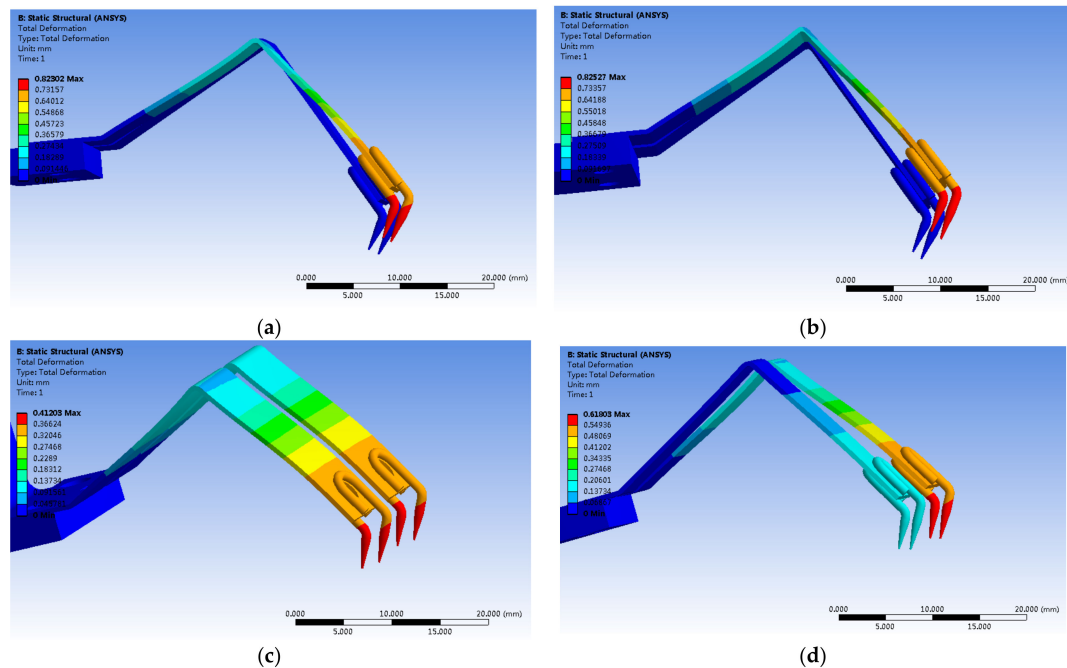 B: Static Structural (ANSYS)
Total Deformation
Type: Total Deformation
Unit: mm
Time: 1
0.82302 Max
0.73157
0.64012
0.54868
0.45723
0.36579
0.000
5.000
10.000
15.000
20.000 (mm)
(a)
B: Static Structural (ANSYS)
Total Deformation
Type: Total Deformation
Unit: mm
Time: 1
0.82527 Max
0.73357
0.64188
0.55018
0.45848
0.36679
0.000
5.000
10.000
15.000
20.000 (mm)
(b)
B: Static Structural (ANSYS)
Total Deformation
Type: Total Deformation
Unit: mm
Time: 1
0.41203 Max
0.36624
0.32046
0.27468
0.2289
0.18312
0.13734
0.000
5.000
10.000
15.000
20.000 (mm)
(c)
B: Static Structural (ANSYS)
Total Deformation
Type: Total Deformation
Unit: mm
Time: 1
0.61803 Max
0.54936
0.48069
0.41202
0.34335
0.27468
0.20601
0.13734
0.000
5.000
10.000
15.000
20.000 (mm)
(d)